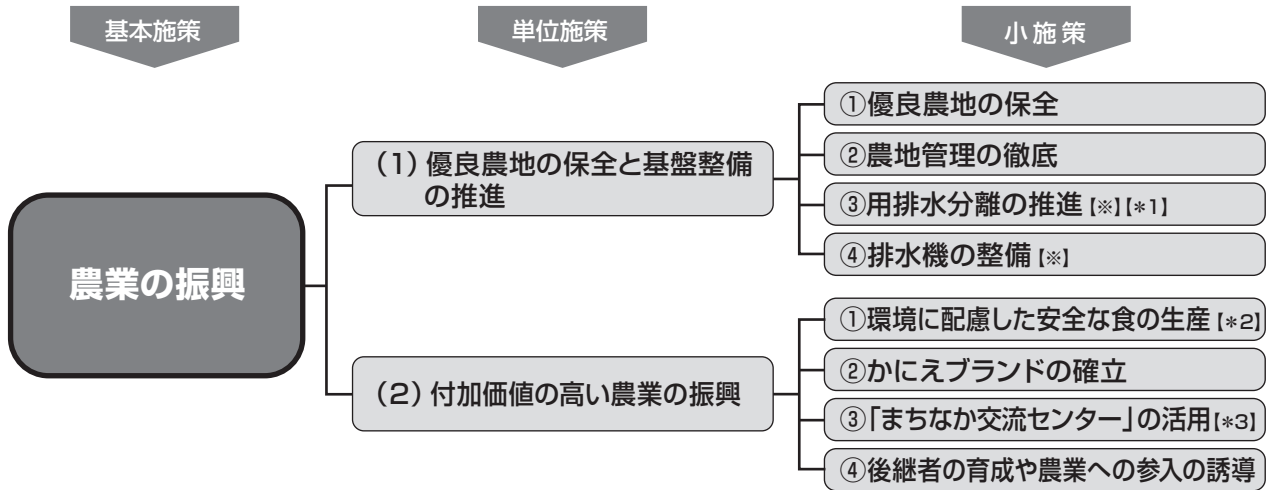 基本施策
単位施策
小施策
農業の振興
(1)優良農地の保全と基盤整備
の推進
①優良農地の保全
②農地管理の徹底
③用排水分離の推進【※】【*1】
④排水機の整備【※】
(2)付加価値の高い農業の振興
①環境に配慮した安全な食の生産【*2】
②かにえブランドの確立
③「まちなか交流センター」の活用【*3】
④後継者の育成や農業への参入の誘導